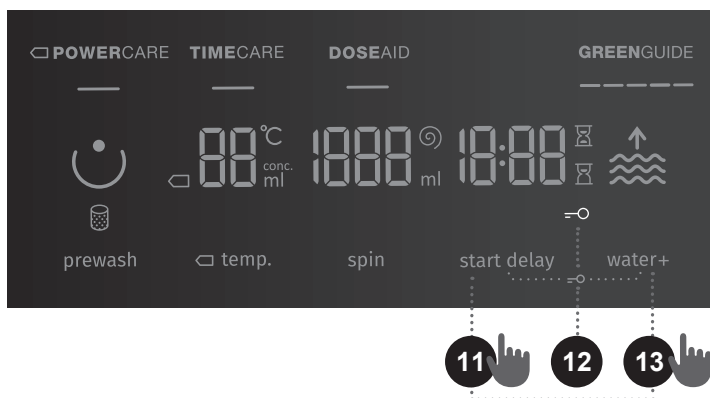 POWERCARE TIMECARE DOSEAID GREENGUIDE
88 °C conc. ml 1888 ml 18:88
prewash temp. spin start delay water+
11 12 13